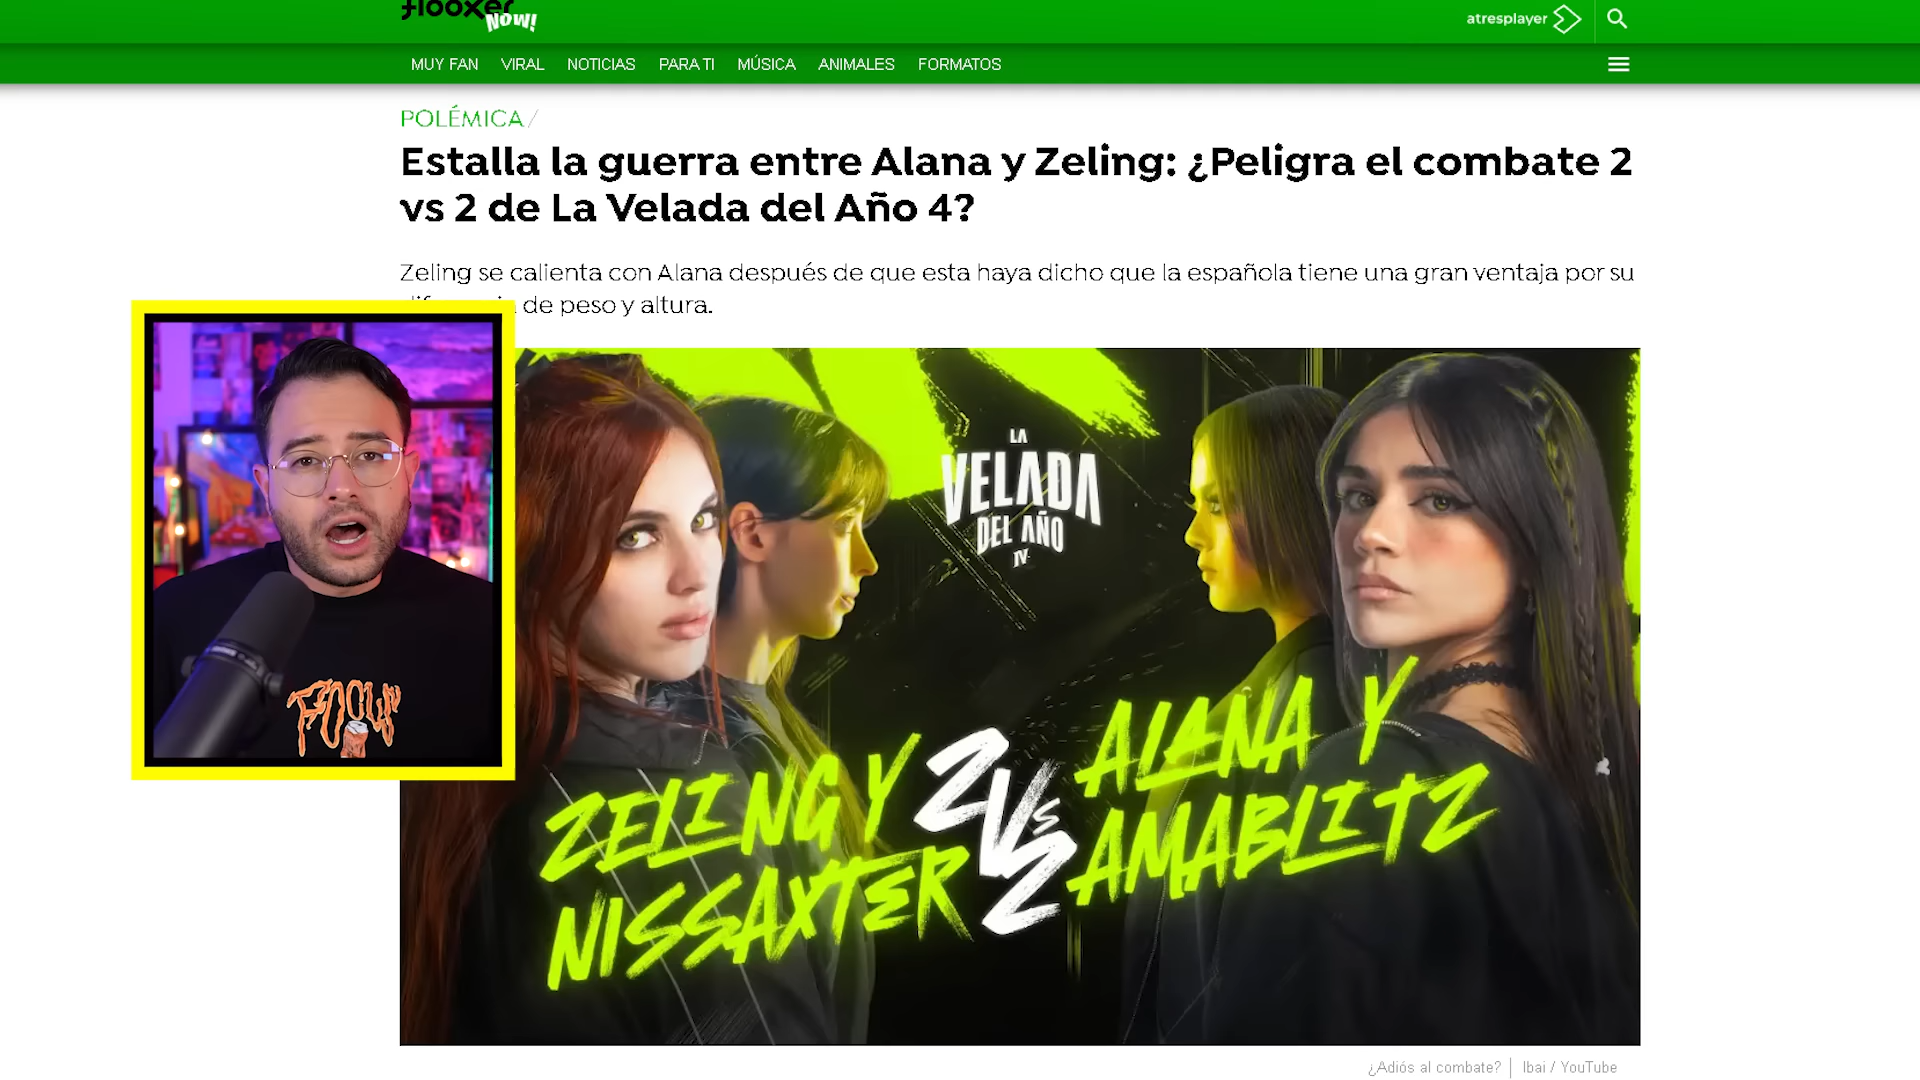 flooxer
NOW!
atresplayer
MUY FAN VIRAL NOTICIAS PARA TI MÚSICA ANIMALES FORMATOS
POLÉMICA /
Estalla la guerra entre Alana y Zeling: ¿Peligra el combate 2
vs 2 de La Velada del Año 4?
Zeling se calienta con Alana después de que esta haya dicho que la española tiene una gran ventaja por su
de peso y altura.
LA
VELADA
DEL AÑO
IV
ZELING Y
NISSAXTER
2VS2
ALANA Y
AMABLITZ
FOCUS
¿Adiós al combate? | Ibai / YouTube